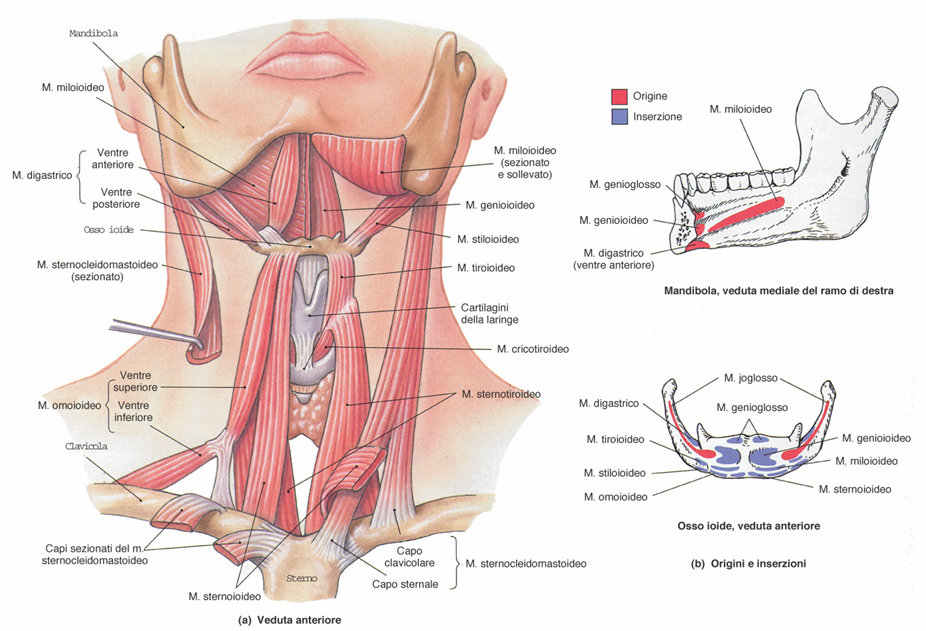 Mandibola
M. miloioideo
M. digastrico
Ventre
anteriore
Ventre
posteriore
Osso ioide
M. sternocleidomastoideo
(sezionato)
Ventre
superiore
M. omoioideo
Ventre
inferiore
Clavicola
Capi sezionati del m.
sternocleidomastoideo
M. sternoioideo
Sterno
M. miloioideo
(sezionato
e sollevato)
M. genioioideo
M. stiloioideo
M. tiroioideo
Cartilagini
della laringe
M. cricotiroideo
M. sternotiroideo
Capo
clavicolare
M. sternocleidomastoideo
Capo sternale
(a) Veduta anteriore
Origine
Inserzione
M. miloioideo
M. genioglosso
M. genioioideo
M. digastrico
(ventre anteriore)
Mandibola, veduta mediale del ramo di destra
M. joglosso
M. digastrico
M. genioglosso
M. tiroioideo
M. genioioideo
M. stiloioideo
M. miloioideo
M. omoioideo
M. sternoioideo
Osso ioide, veduta anteriore
(b) Origini e inserzioni